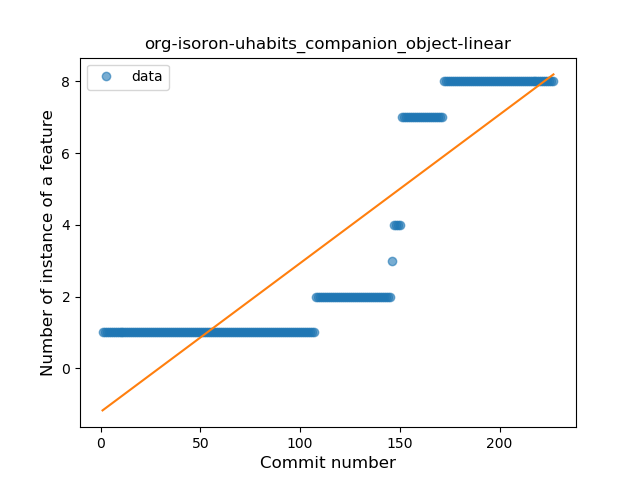 org-isoron-uhabits_companion_object-linear
data
Number of instance of a feature
8
6
4
2
0
0 50 100 150 200
Commit number